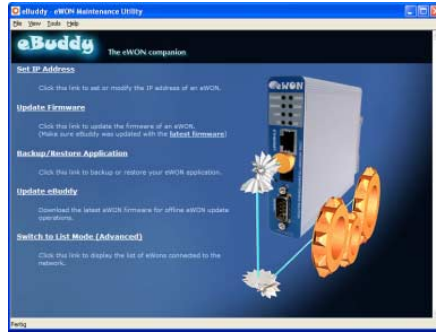 eBuddy - eWON Maintenance Utility
File View Tools Help
eBuddy The eWON companion
Set IP Address
Click this link to set or modify the IP address of an eWON.
Update Firmware
Click this link to update the firmware of an eWON.
(Make sure eBuddy was updated with the latest firmware)
Backup/Restore Application
Click this link to backup or restore your eWON application.
Update eBuddy
Download the latest eWON firmware for offline eWON update
operations.
Switch to List Mode (Advanced)
Click this link to display the list of eWons connected to the
network.
eWON
Fertig